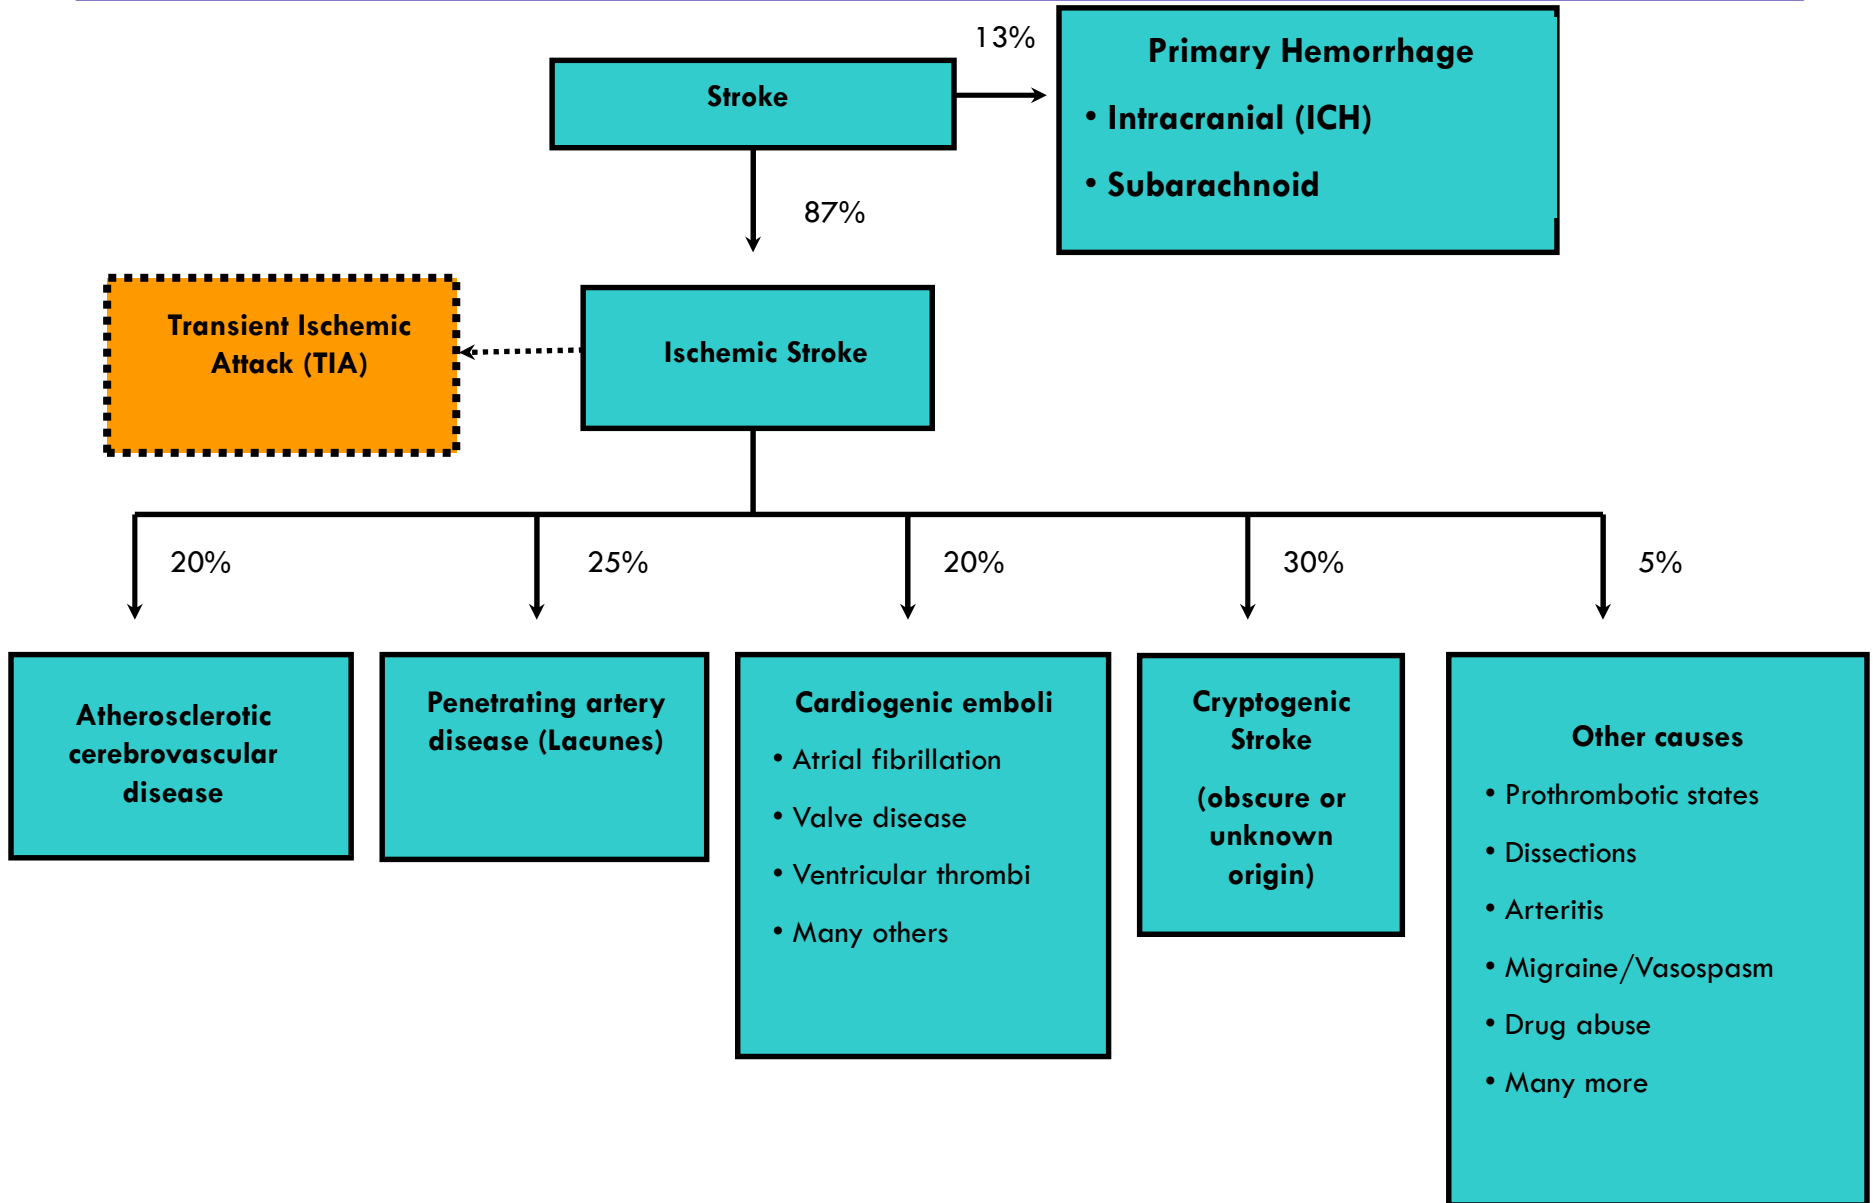 13%
Primary Hemorrhage
Stroke
• Intracranial (ICH)
• Subarachnoid
87%
Transient Ischemic
Attack (TIA)
Ischemic Stroke
20%
25%
20%
30%
5%
Atherosclerotic
cerebrovascular
disease
Penetrating artery
disease (Lacunes)
Cardiogenic emboli
• Atrial fibrillation
• Valve disease
• Ventricular thrombi
• Many others
Cryptogenic
Stroke
(obscure or
unknown
origin)
Other causes
• Prothrombotic states
• Dissections
• Arteritis
• Migraine/Vasospasm
• Drug abuse
• Many more